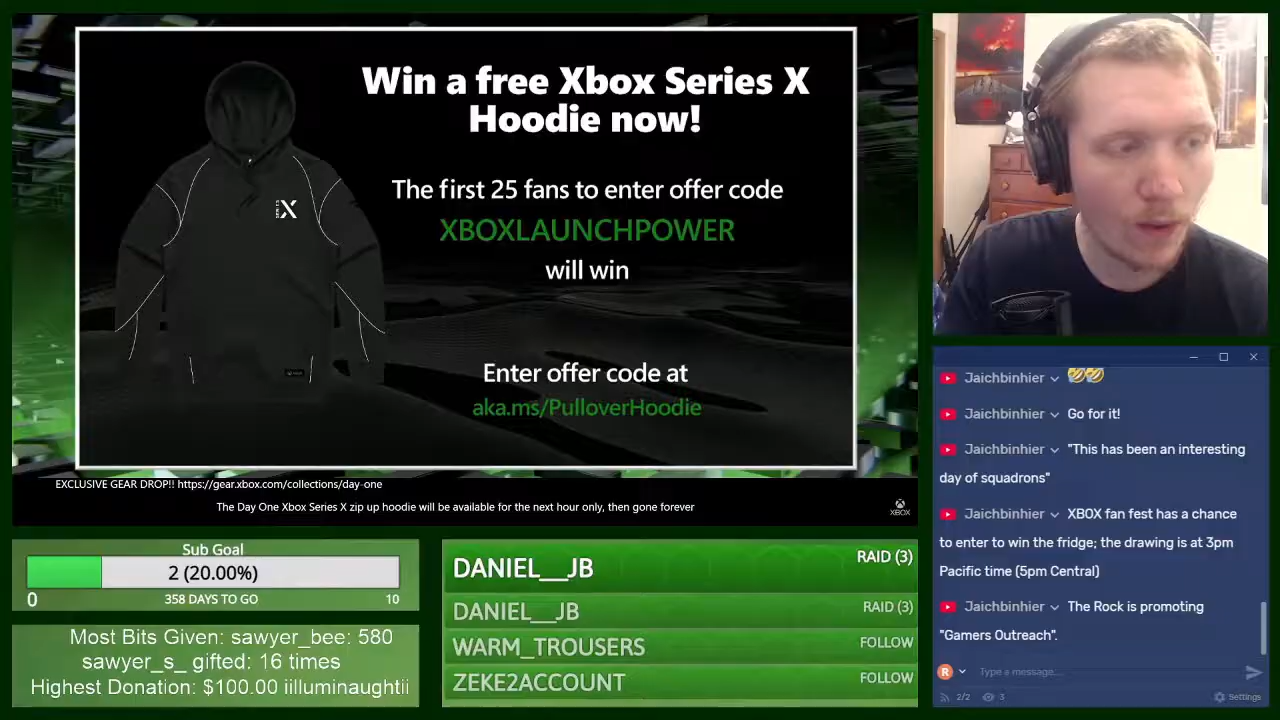 Win a free Xbox Series X
Hoodie now!
The first 25 fans to enter offer code
XBOXLAUNCHPOWER
will win
Enter offer code at
aka.ms/PulloverHoodie
SERIES X
EXCLUSIVE GEAR DROP!! https://gear.xbox.com/collections/day-one
The Day One Xbox Series X zip up hoodie will be available for the next hour only, then gone forever
XBOX
Sub Goal
2 (20.00%)
0
358 DAYS TO GO
10
Most Bits Given: sawyer_bee: 580
sawyer_s_ gifted: 16 times
Highest Donation: $100.00 iilluminaughtii
DANIEL__JB RAID (3)
DANIEL__JB RAID (3)
WARM_TROUSERS FOLLOW
ZEKE2ACCOUNT FOLLOW
Jaichbinhier 🤣🤣
Jaichbinhier Go for it!
Jaichbinhier "This has been an interesting
day of squadrons"
Jaichbinhier XBOX fan fest has a chance
to enter to win the fridge; the drawing is at 3pm
Pacific time (5pm Central)
Jaichbinhier The Rock is promoting
"Gamers Outreach".
R Type a message...
2/2 3 Settings